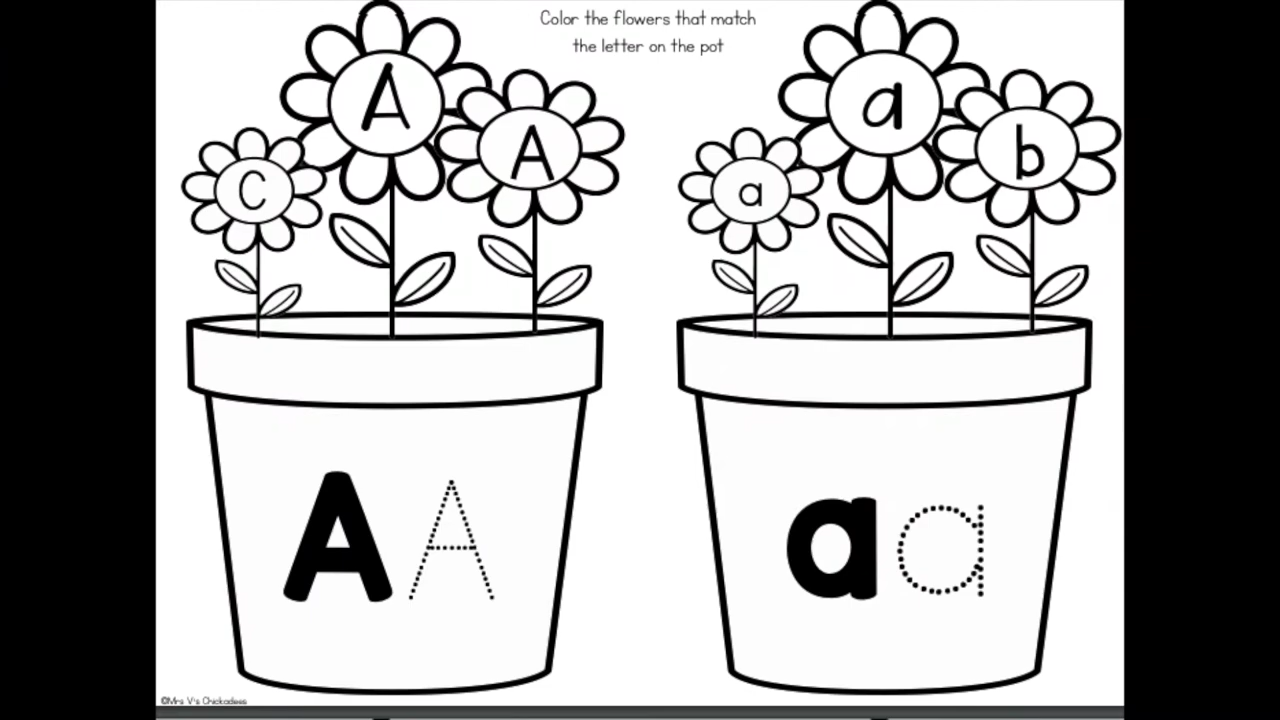 Color the flowers that match
the letter on the pot
A
A
C
a
b
a
A A
a a
©Mrs V's Chickadees